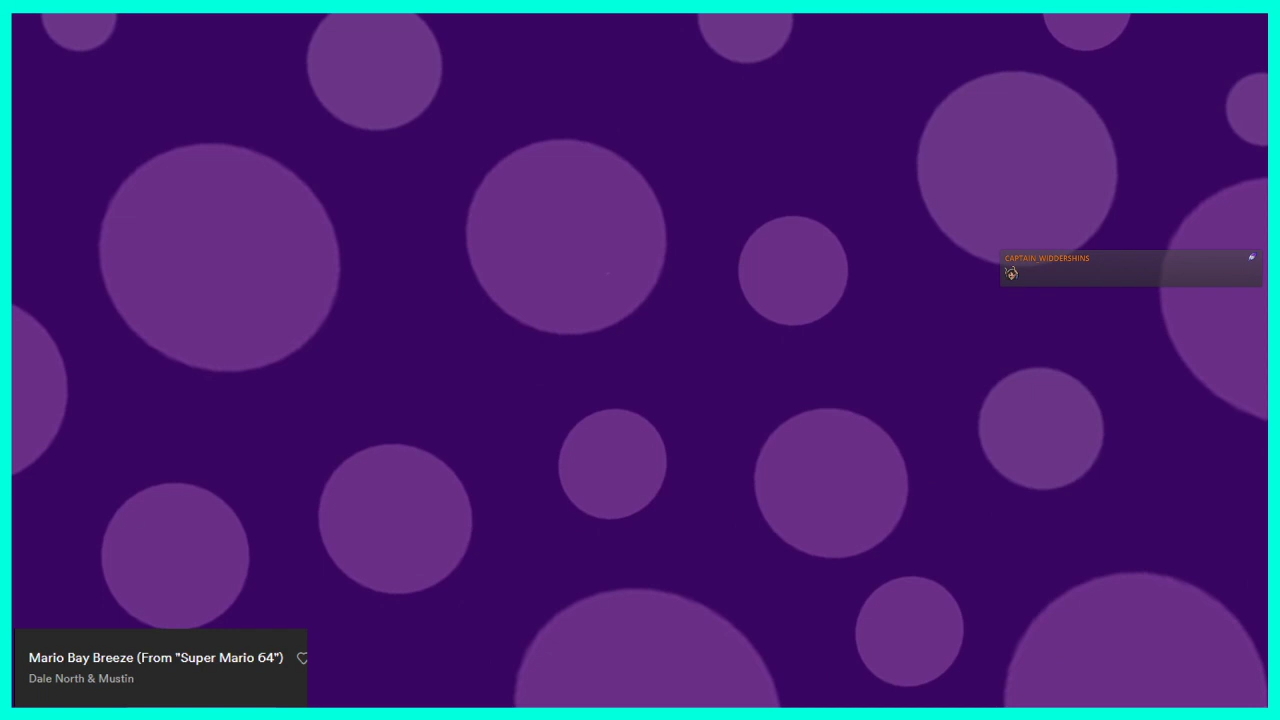 CAPTAIN_WIDDERSHINS
Mario Bay Breeze (From "Super Mario 64")
Dale North & Mustin